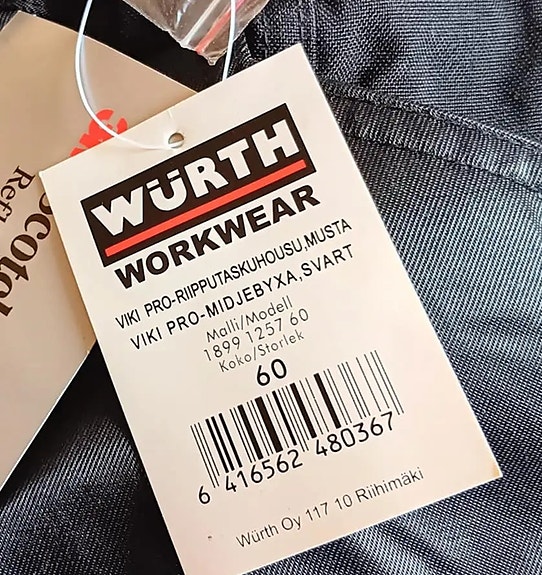 WÜRTH
WORKWEAR
VIKI PRO-RIIPPUTASKUHOUSU,MUSTA
VIKI PRO-MIDJEBYXA,SVART
Malli/Modell
1899 1257 60
Koko/Storlek
60
6 416562 480367
Würth Oy 117 10 Riihimäki